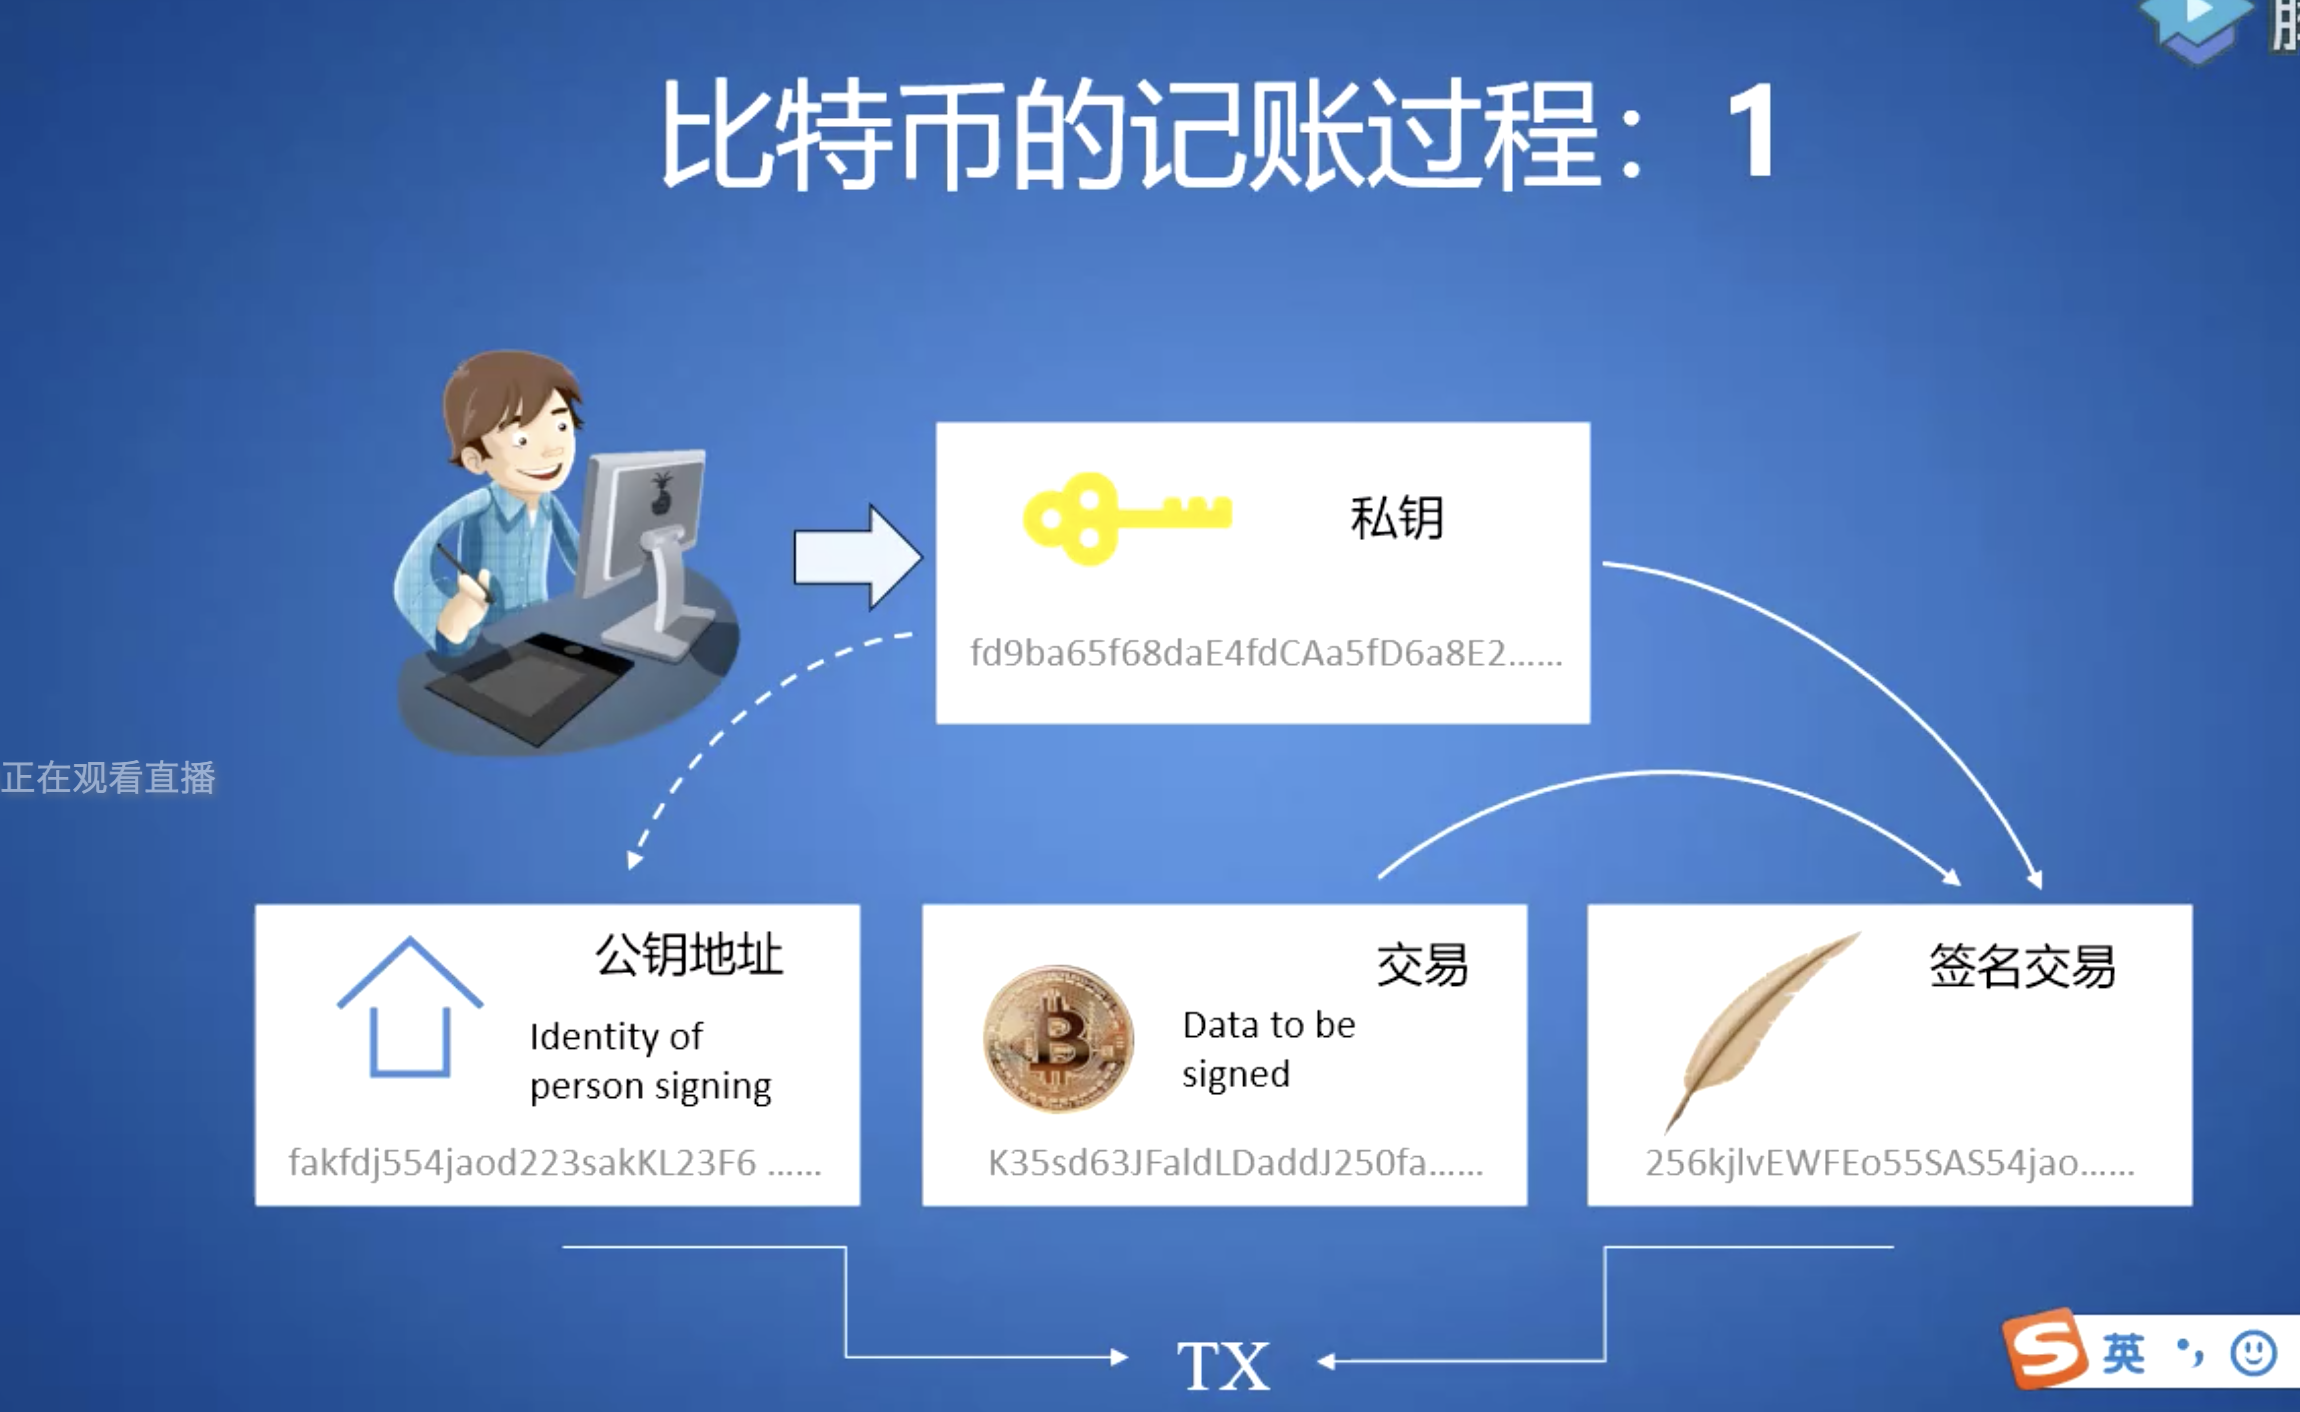 比特币的记账过程：1
私钥
fd9ba65f68daE4fdCAa5fD6a8E2......
正在观看直播
公钥地址
Identity of
person signing
fakfdj554jaod223sakKL23F6 ......
交易
Data to be
signed
K35sd63JFaldLDaddJ250fa......
签名交易
256kjlvEWFEo55SAS54jao......
TX
英